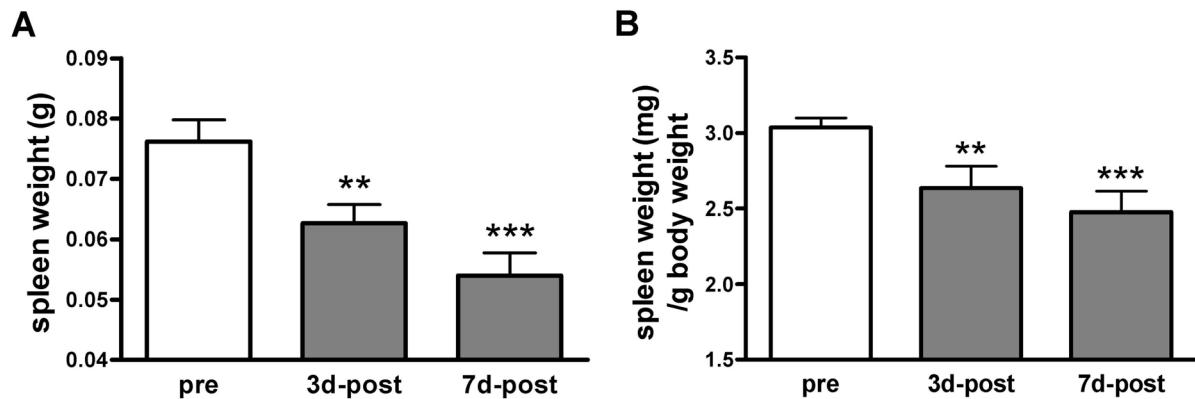 A
spleen weight (g)
0.09
0.08
0.07
0.06
0.05
0.04
**
***
pre
3d-post
7d-post
B
spleen weight (mg)
/g body weight
3.5
3.0
2.5
2.0
1.5
**
***
pre
3d-post
7d-post